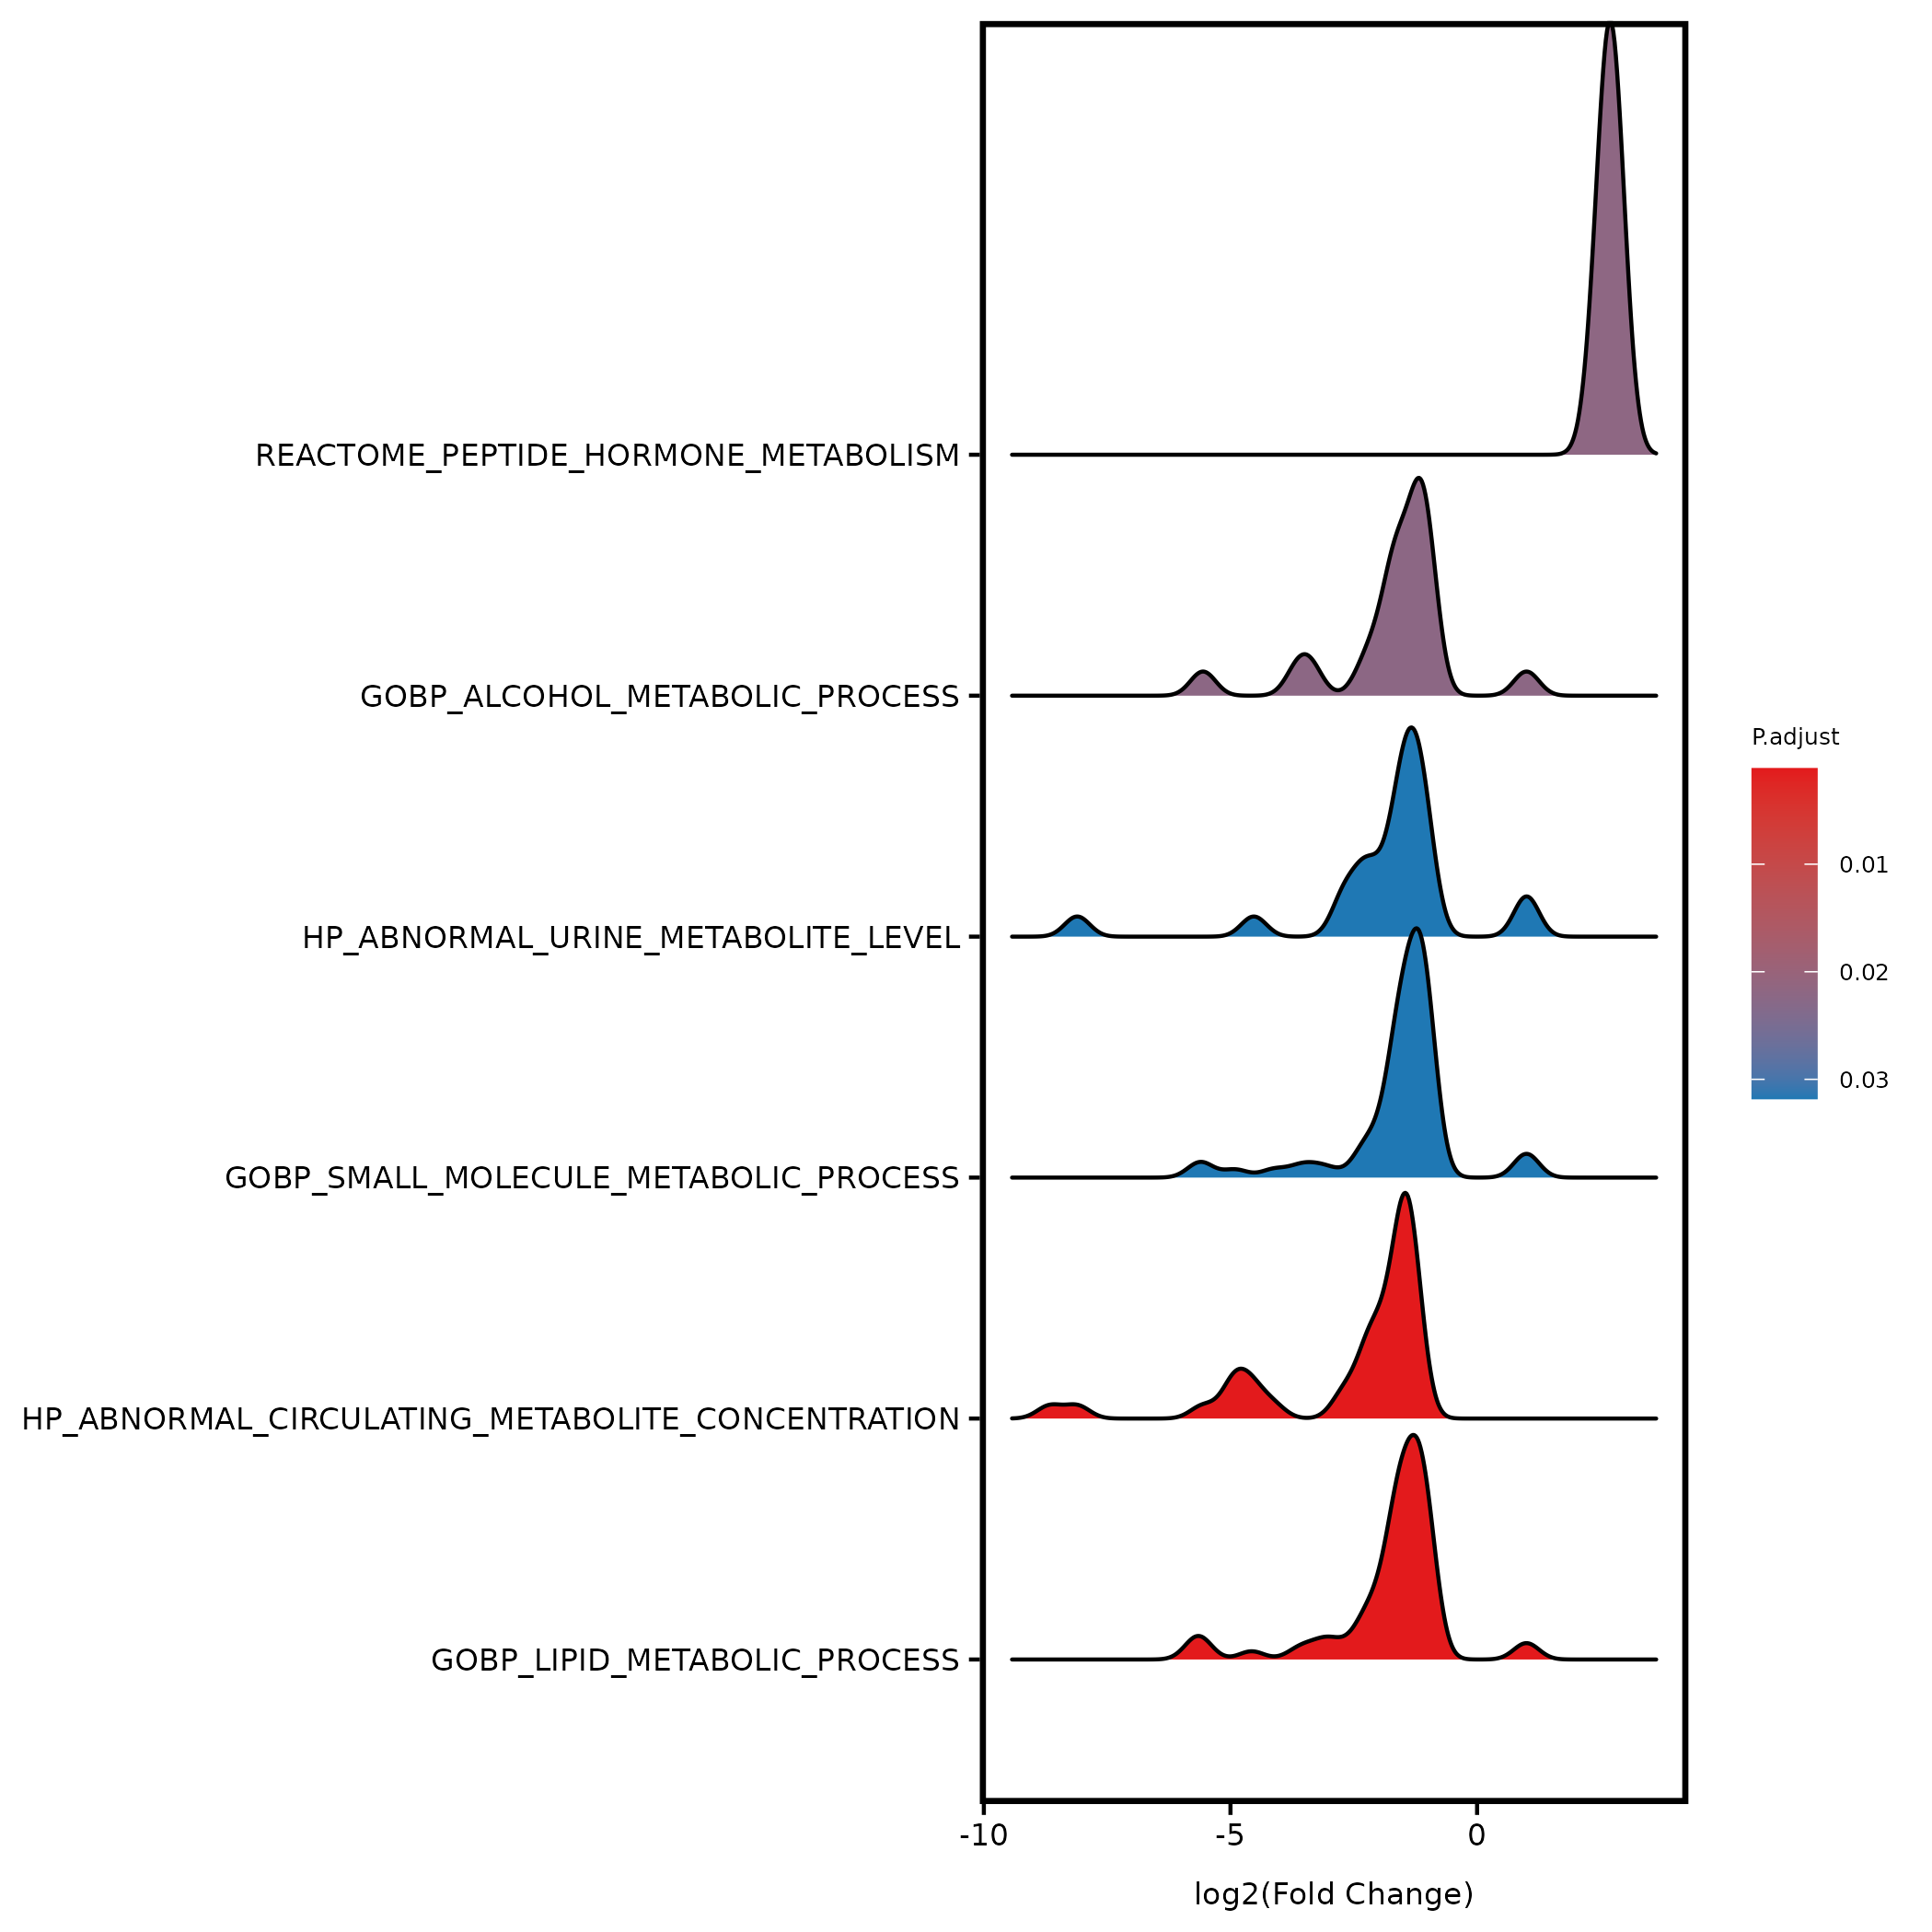 REACTOME_PEPTIDE_HORMONE_METABOLISM
GOBP_ALCOHOL_METABOLIC_PROCESS
HP_ABNORMAL_URINE_METABOLITE_LEVEL
GOBP_SMALL_MOLECULE_METABOLIC_PROCESS
HP_ABNORMAL_CIRCULATING_METABOLITE_CONCENTRATION
GOBP_LIPID_METABOLIC_PROCESS
-10 -5 0
log2(Fold Change)
P.adjust
0.01
0.02
0.03